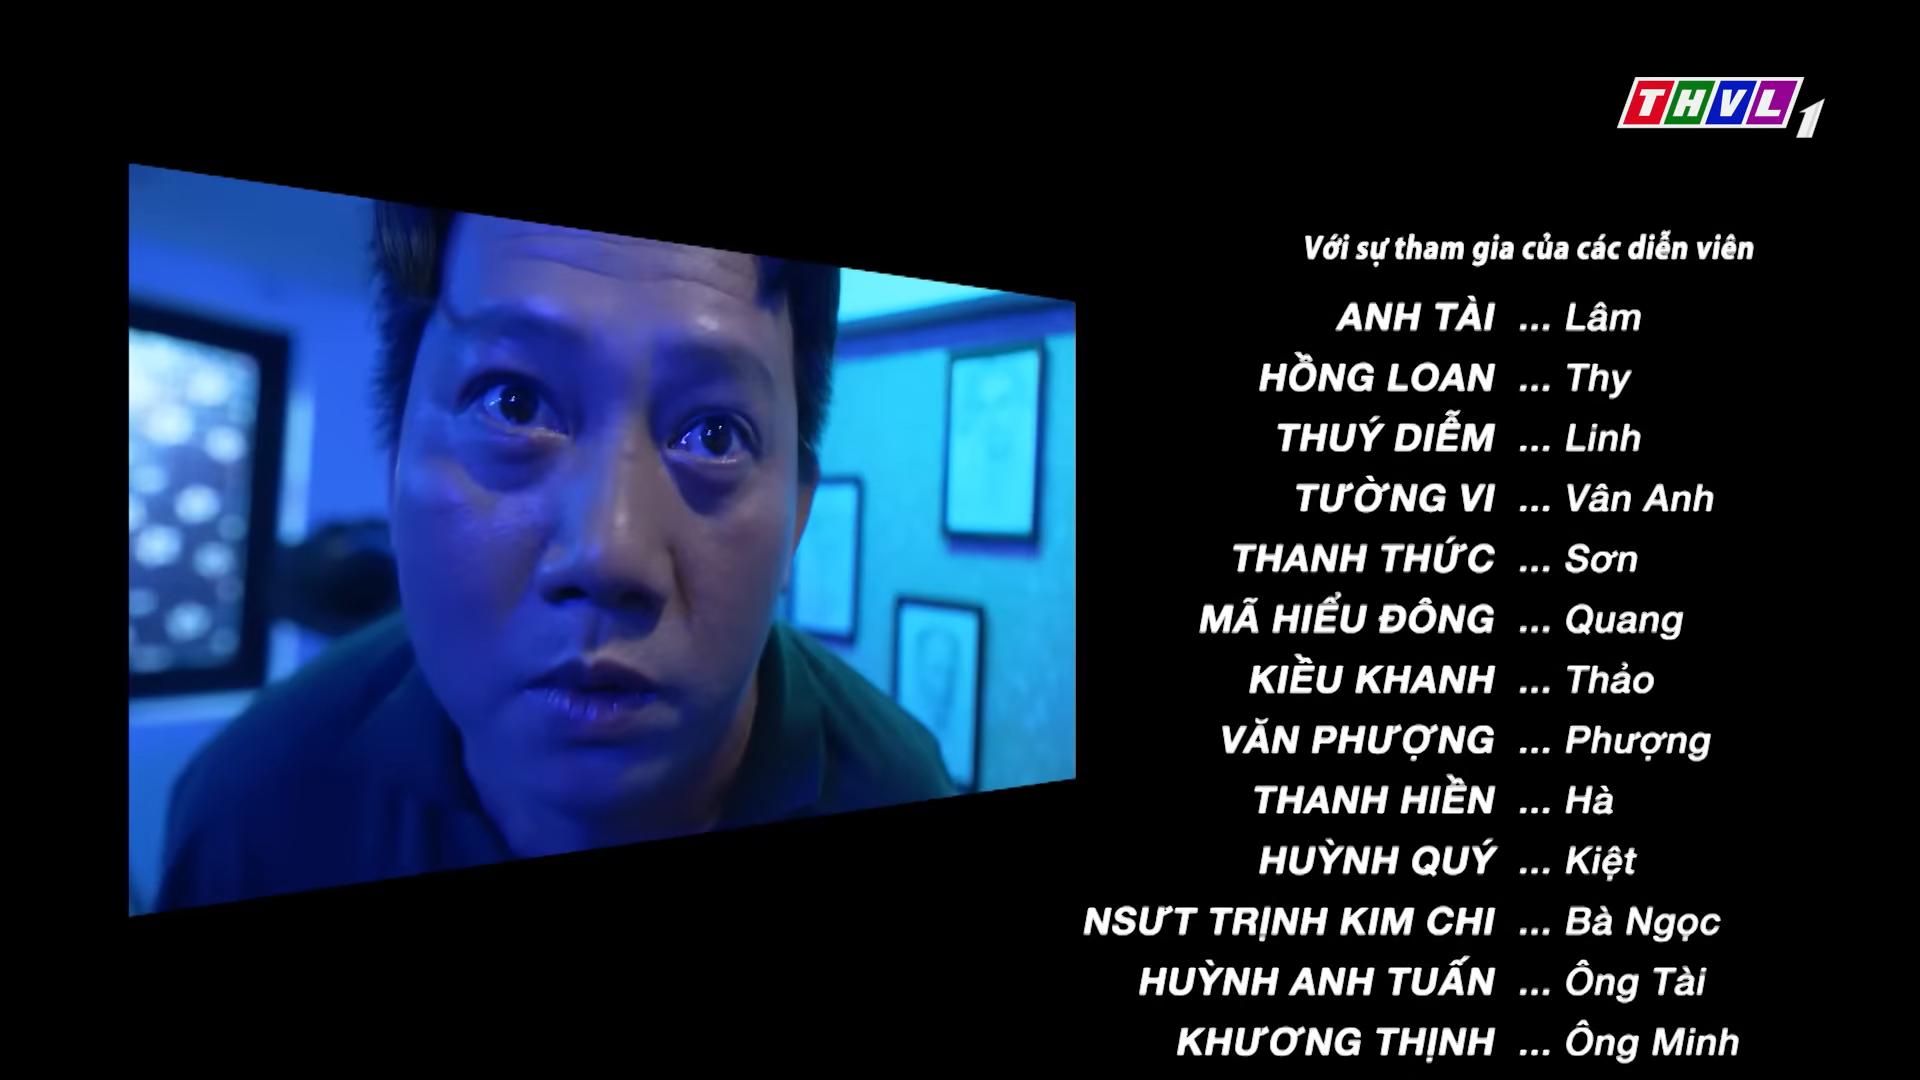 THVL1
Với sự tham gia của các diễn viên
ANH TÀI ... Lâm
HỒNG LOAN ... Thy
THUÝ DIỄM ... Linh
TƯỜNG VI ... Vân Anh
THANH THỨC ... Sơn
MÃ HIỂU ĐÔNG ... Quang
KIỀU KHANH ... Thảo
VĂN PHƯỢNG ... Phượng
THANH HIỀN ... Hà
HUỲNH QUÝ ... Kiệt
NSƯT TRỊNH KIM CHI ... Bà Ngọc
HUỲNH ANH TUẤN ... Ông Tài
KHƯƠNG THỊNH ... Ông Minh